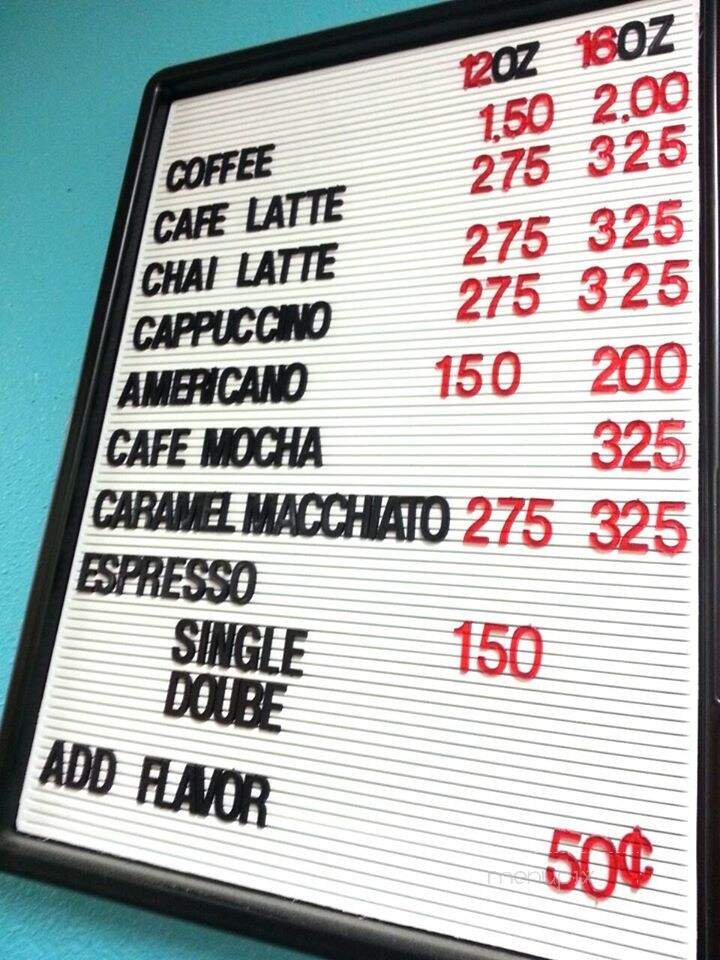 12OZ 16OZ
COFFEE 1.50 2.00
CAFE LATTE 275 325
CHAI LATTE 275 325
CAPPUCCINO 275 325
AMERICANO 150 200
CAFE MOCHA 325
CARAMEL MACCHIATO 275 325
ESPRESSO
SINGLE 150
DOUBE
ADD FLAVOR 50¢
menupix